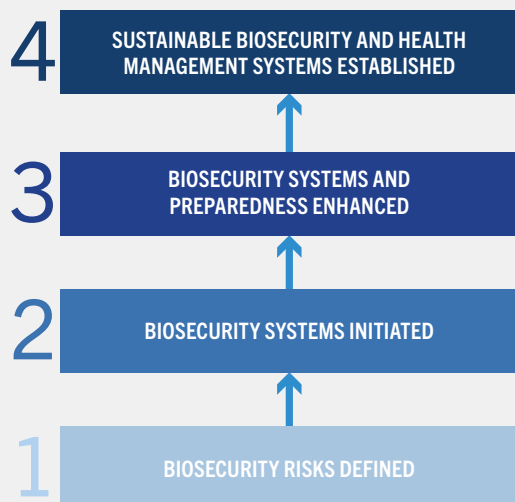 4
SUSTAINABLE BIOSECURITY AND HEALTH
MANAGEMENT SYSTEMS ESTABLISHED
3
BIOSECURITY SYSTEMS AND
PREPAREDNESS ENHANCED
2
BIOSECURITY SYSTEMS INITIATED
1
BIOSECURITY RISKS DEFINED